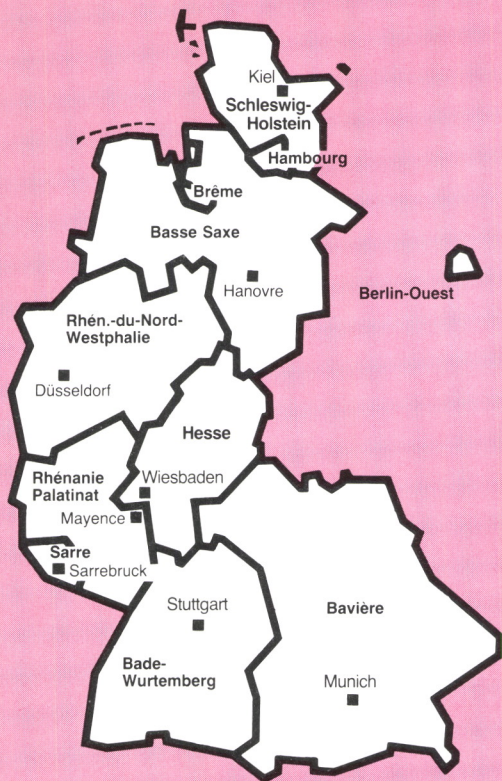 Kiel
Schleswig-
Holstein
Hambourg
Brême
Basse Saxe
Hanovre
Berlin-Ouest
Rhén.-du-Nord-
Westphalie
Düsseldorf
Hesse
Rhénanie
Palatinat
Wiesbaden
Mayence
Sarre
Sarrebruck
Stuttgart
Bavière
Bade-
Wurtemberg
Munich